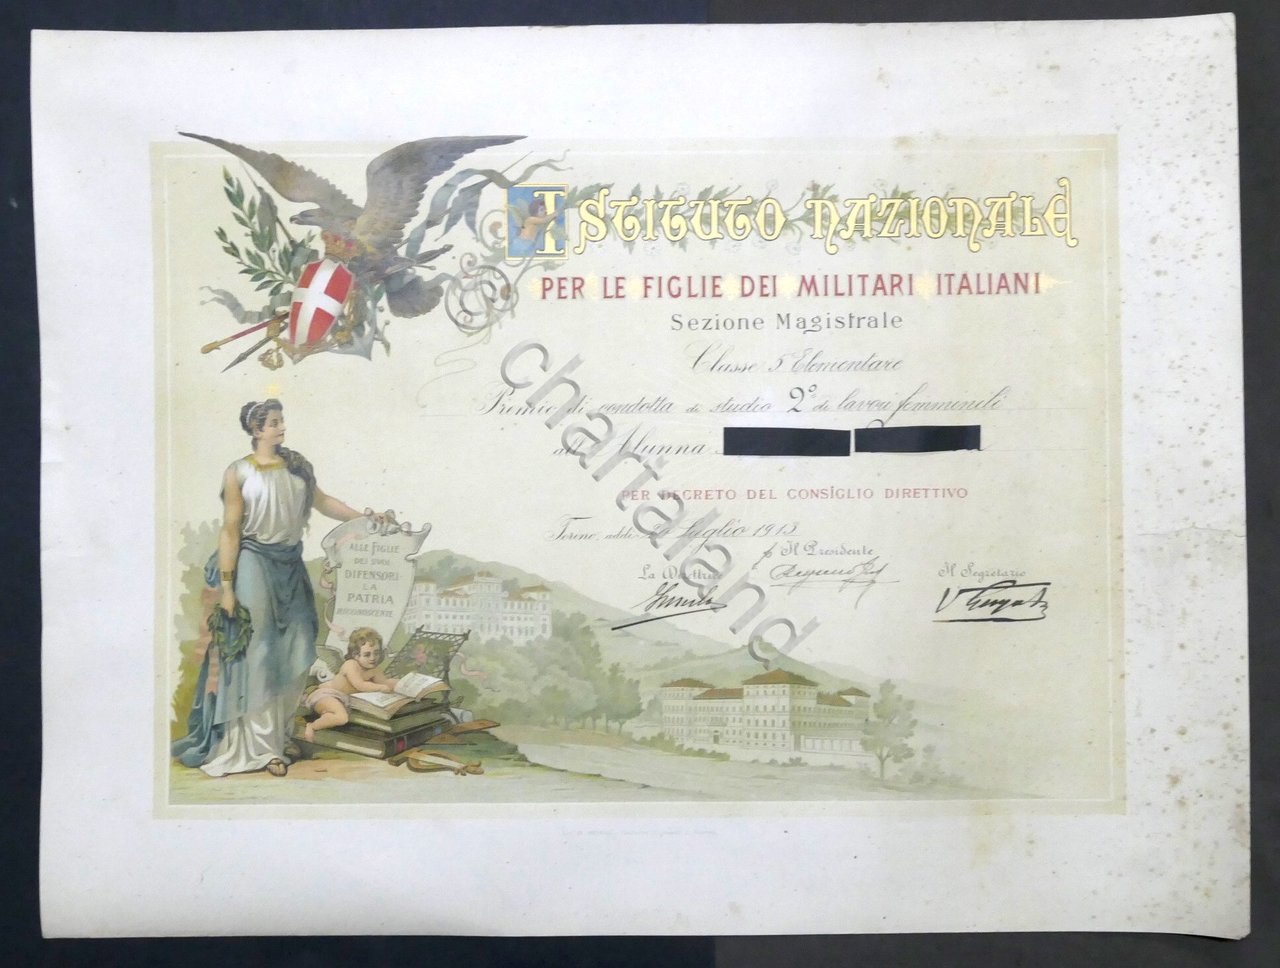 ISTITUTO NAZIONALE
PER LE FIGLIE DEI MILITARI ITALIANI
Sezione Magistrale
Classe 5ª Elementare
Premio di condotta di studio 2° di lavori femmineli
all' Alunna
PER DECRETO DEL CONSIGLIO DIRETTIVO
Torino, addì luglio 1913
Il Presidente
La Direttrice
Il Segretario
ALLE FIGLIE
DEI SUOI
DIFENSORI
LA
PATRIA
RICONOSCENTE
chartaland